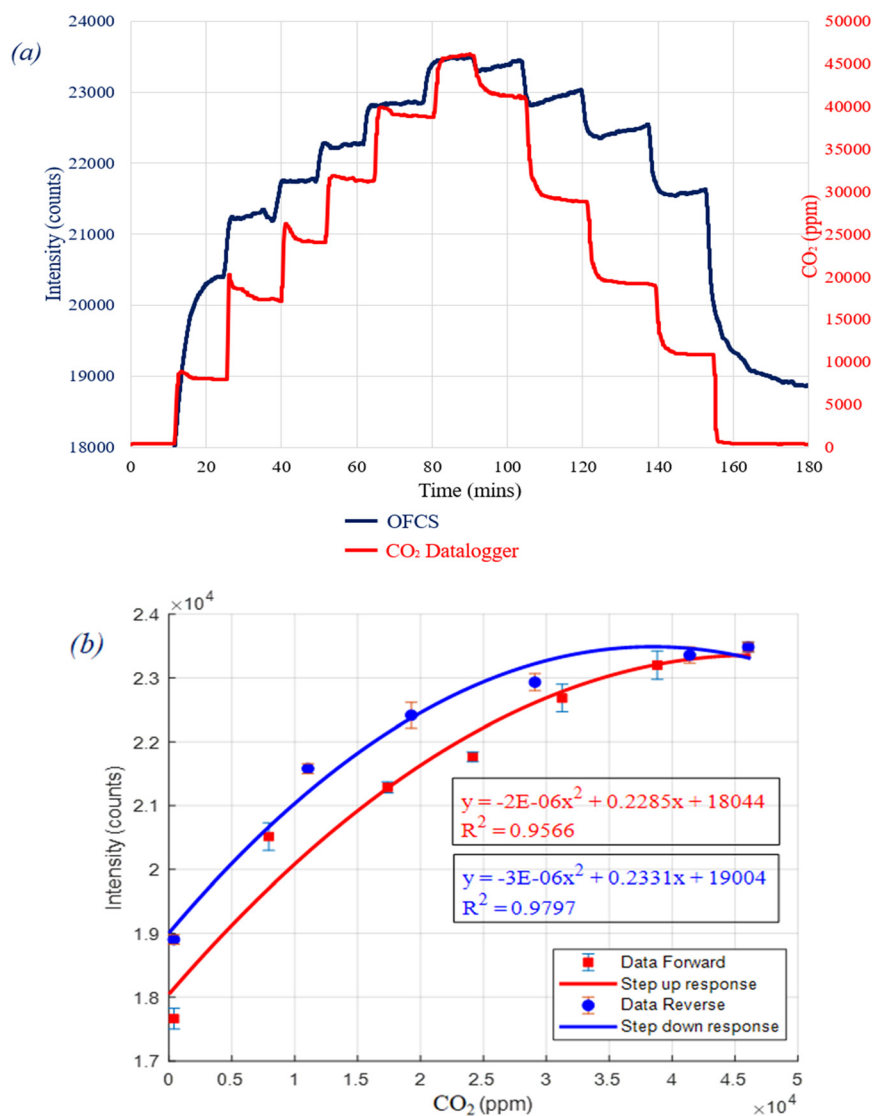 (a)
24000
23000
22000
21000
20000
19000
18000
Intensity (counts)
50000
45000
40000
35000
30000
25000
20000
15000
10000
5000
0
CO₂ (ppm)
0 20 40 60 80 100 120 140 160 180
Time (mins)
OFCS
CO₂ Datalogger
(b)
×10⁴
2.4
2.3
2.2
2.1
2
1.9
1.8
1.7
Intensity (counts)
y = -2E-06x² + 0.2285x + 18044
R² = 0.9566
y = -3E-06x² + 0.2331x + 19004
R² = 0.9797
Data Forward
Step up response
Data Reverse
Step down response
0 0.5 1 1.5 2 2.5 3 3.5 4 4.5 5
CO₂ (ppm)
×10⁴